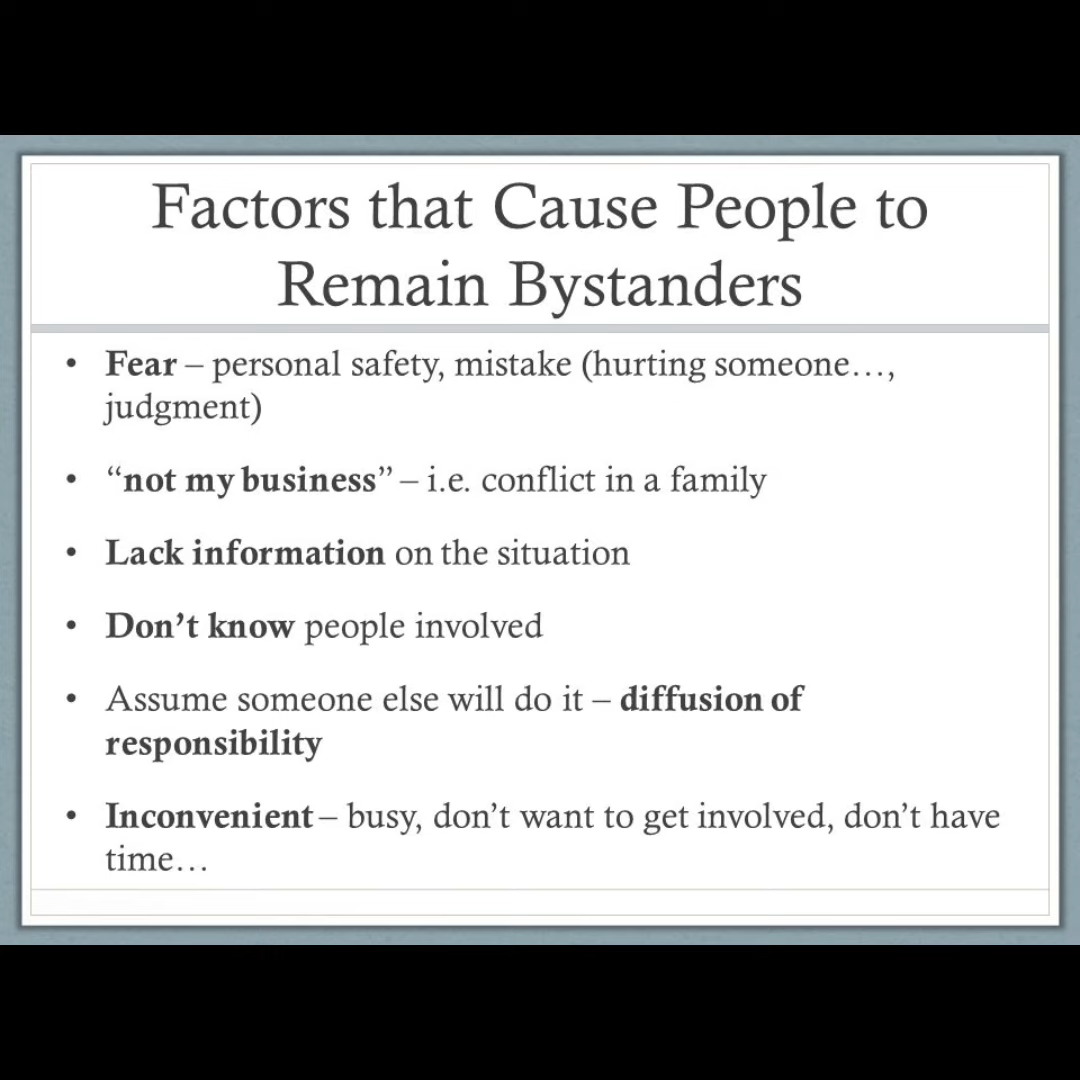 Factors that Cause People to
Remain Bystanders
• Fear – personal safety, mistake (hurting someone…,
judgment)
• “not my business” – i.e. conflict in a family
• Lack information on the situation
• Don’t know people involved
• Assume someone else will do it – diffusion of
responsibility
• Inconvenient – busy, don’t want to get involved, don’t have
time…